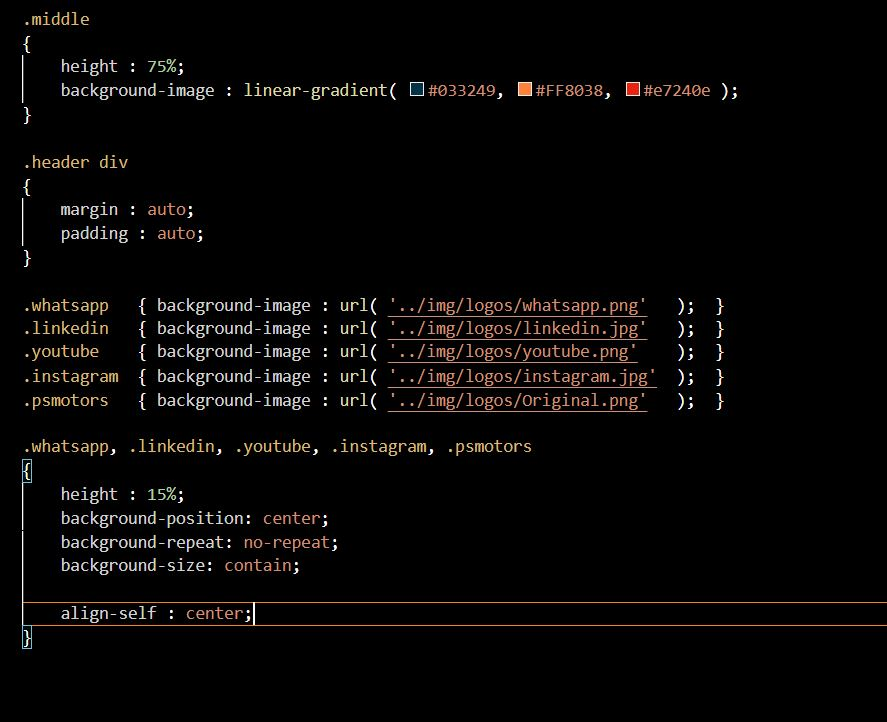 .middle
{
    height : 75%;
    background-image : linear-gradient( #033249, #FF8038, #e7240e );
}
.header div
{
    margin : auto;
    padding : auto;
}
.whatsapp   { background-image : url( '../img/logos/whatsapp.png'   );  }
.linkedin   { background-image : url( '../img/logos/linkedin.jpg'   );  }
.youtube    { background-image : url( '../img/logos/youtube.png'    );  }
.instagram  { background-image : url( '../img/logos/instagram.jpg'  );  }
.psmotors   { background-image : url( '../img/logos/Original.png'   );  }
.whatsapp, .linkedin, .youtube, .instagram, .psmotors
{
    height : 15%;
    background-position: center;
    background-repeat: no-repeat;
    background-size: contain;
    align-self : center;
}